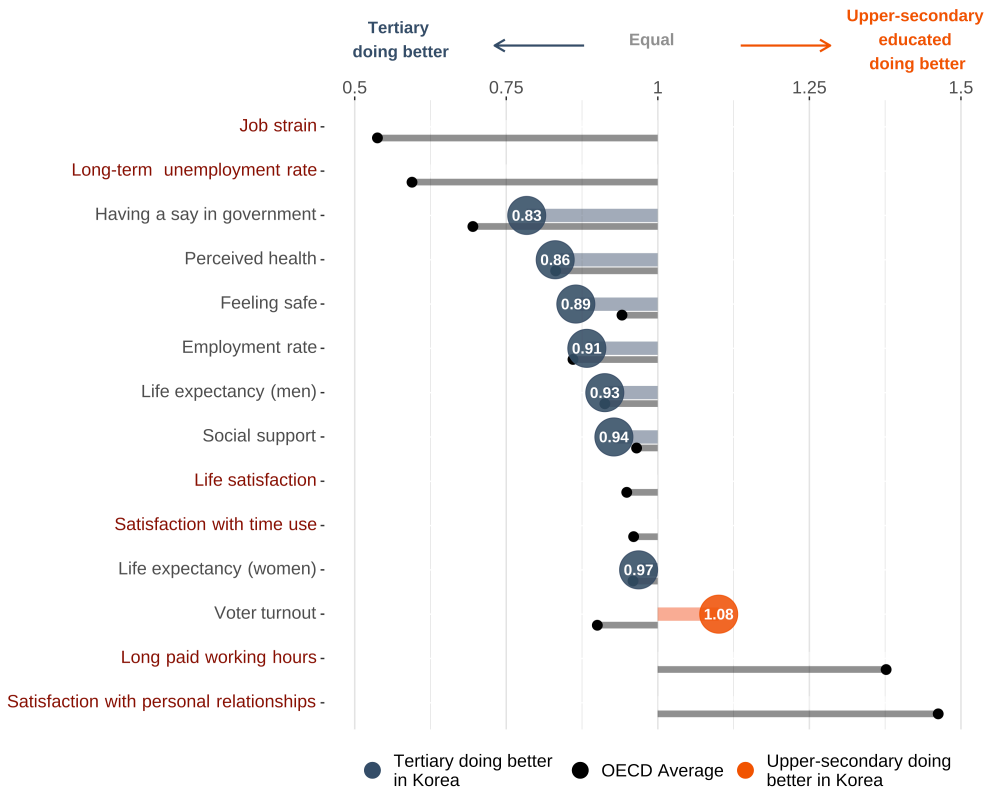 Tertiary
doing better
Equal
Upper-secondary
educated
doing better
0.5 0.75 1 1.25 1.5
Job strain
Long-term  unemployment rate
Having a say in government 0.83
Perceived health 0.86
Feeling safe 0.89
Employment rate 0.91
Life expectancy (men) 0.93
Social support 0.94
Life satisfaction
Satisfaction with time use
Life expectancy (women) 0.97
Voter turnout 1.08
Long paid working hours
Satisfaction with personal relationships
Tertiary doing better
in Korea
OECD Average
Upper-secondary doing
better in Korea